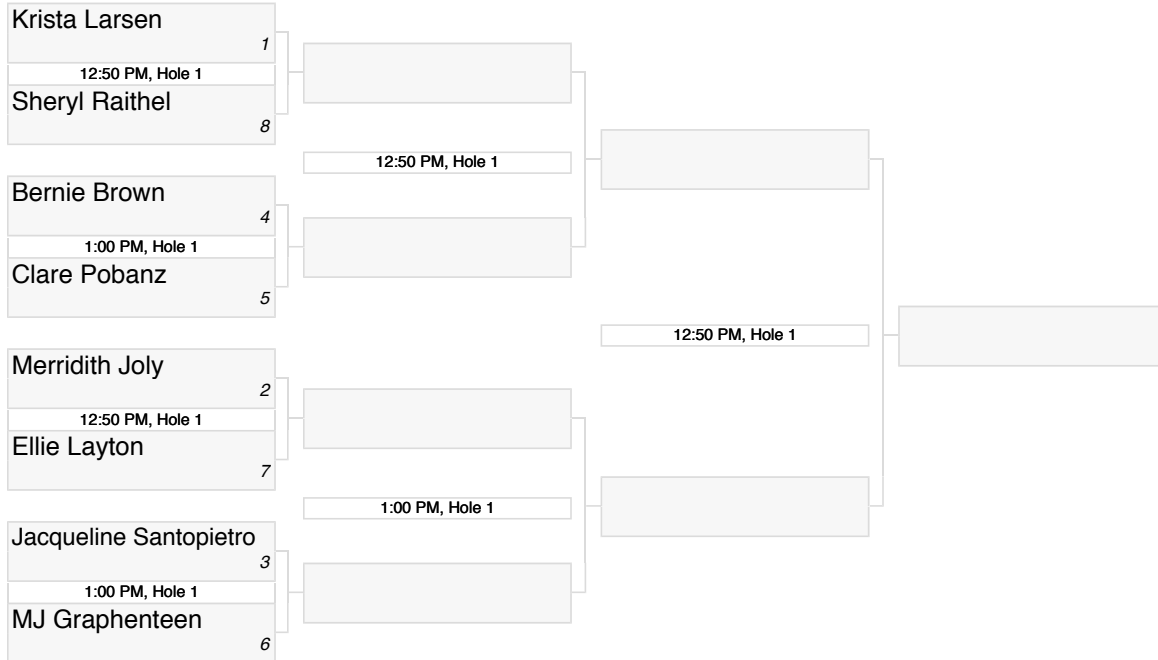 Krista Larsen
1
12:50 PM, Hole 1
Sheryl Raithel
8
12:50 PM, Hole 1
Bernie Brown
4
1:00 PM, Hole 1
Clare Pobanz
5
12:50 PM, Hole 1
Merridith Joly
2
12:50 PM, Hole 1
Ellie Layton
7
1:00 PM, Hole 1
Jacqueline Santopietro
3
1:00 PM, Hole 1
MJ Graphenteen
6